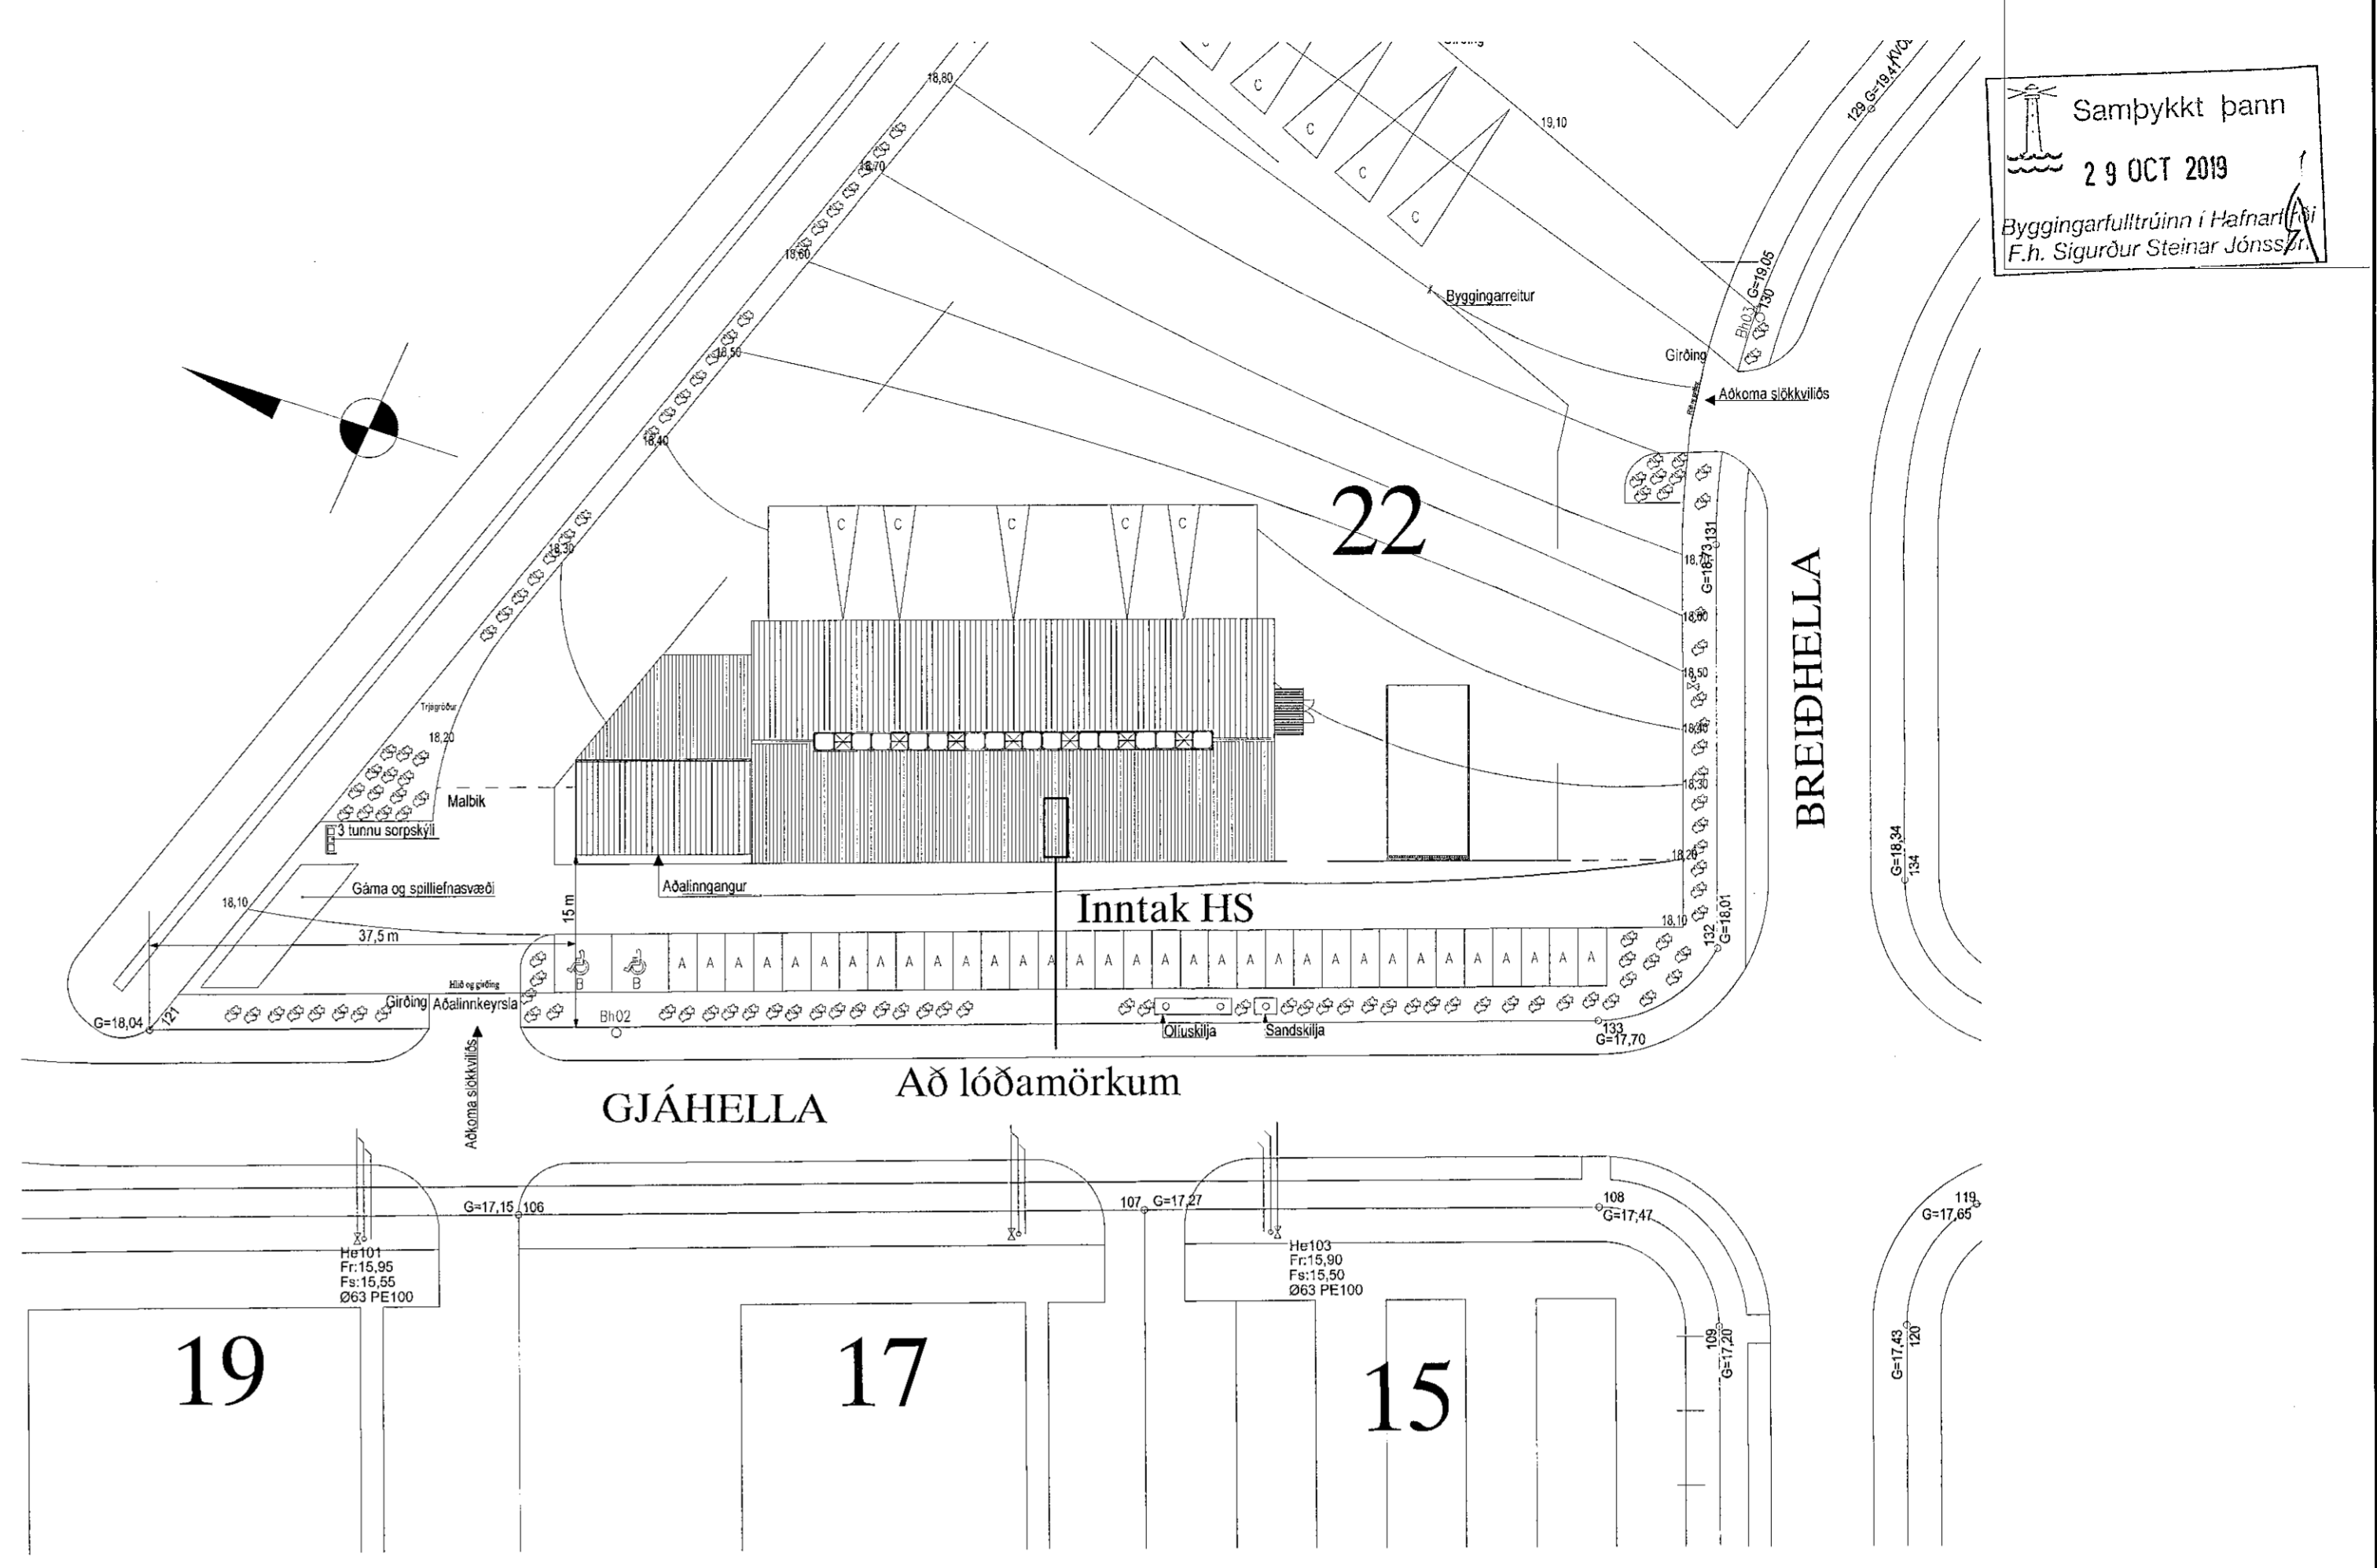 18,80
C
C
C
C
19,10
129 G=19,41
Samþykkt þann
2 9 OCT 2019
Byggingarfulltrúinn í Hafnarfirði
F.h. Sigurður Steinar Jónsson
18,70
18,60
18,50
18,40
18,30
Byggingarreitur
G=19,05
Bh03
130
Girðing
Aðkoma slökkviliðs
22
C
C
C
C
C
131
G=18,73
18,60
18,50
18,30
18,20
18,10
BREIÐHELLA
Trjágróður
18,20
Malbik
3 tunnu sorpskýli
Gáma og spilliefnasvæði
18,10
37,5 m
15 m
Aðalinngangur
Inntak HS
132
G=18,01
G=18,34
134
B
B
A A A A A A A A A A A A A A A A A A A A A A A A A A A A A A A A A
Hlið og girðing
Girðing
Aðalinnkeyrsla
G=18,04
121
Bh02
Olíuskilja
Sandskilja
133
G=17,70
Aðkoma slökkviliðs
Að lóðamörkum
GJÁHELLA
G=17,15
106
107
G=17,27
108
G=17,47
119
G=17,65
He101
Fr:15,95
Fs:15,55
Ø63 PE100
He103
Fr:15,90
Fs:15,50
Ø63 PE100
109
G=17,20
G=17,43
120
19
17
15